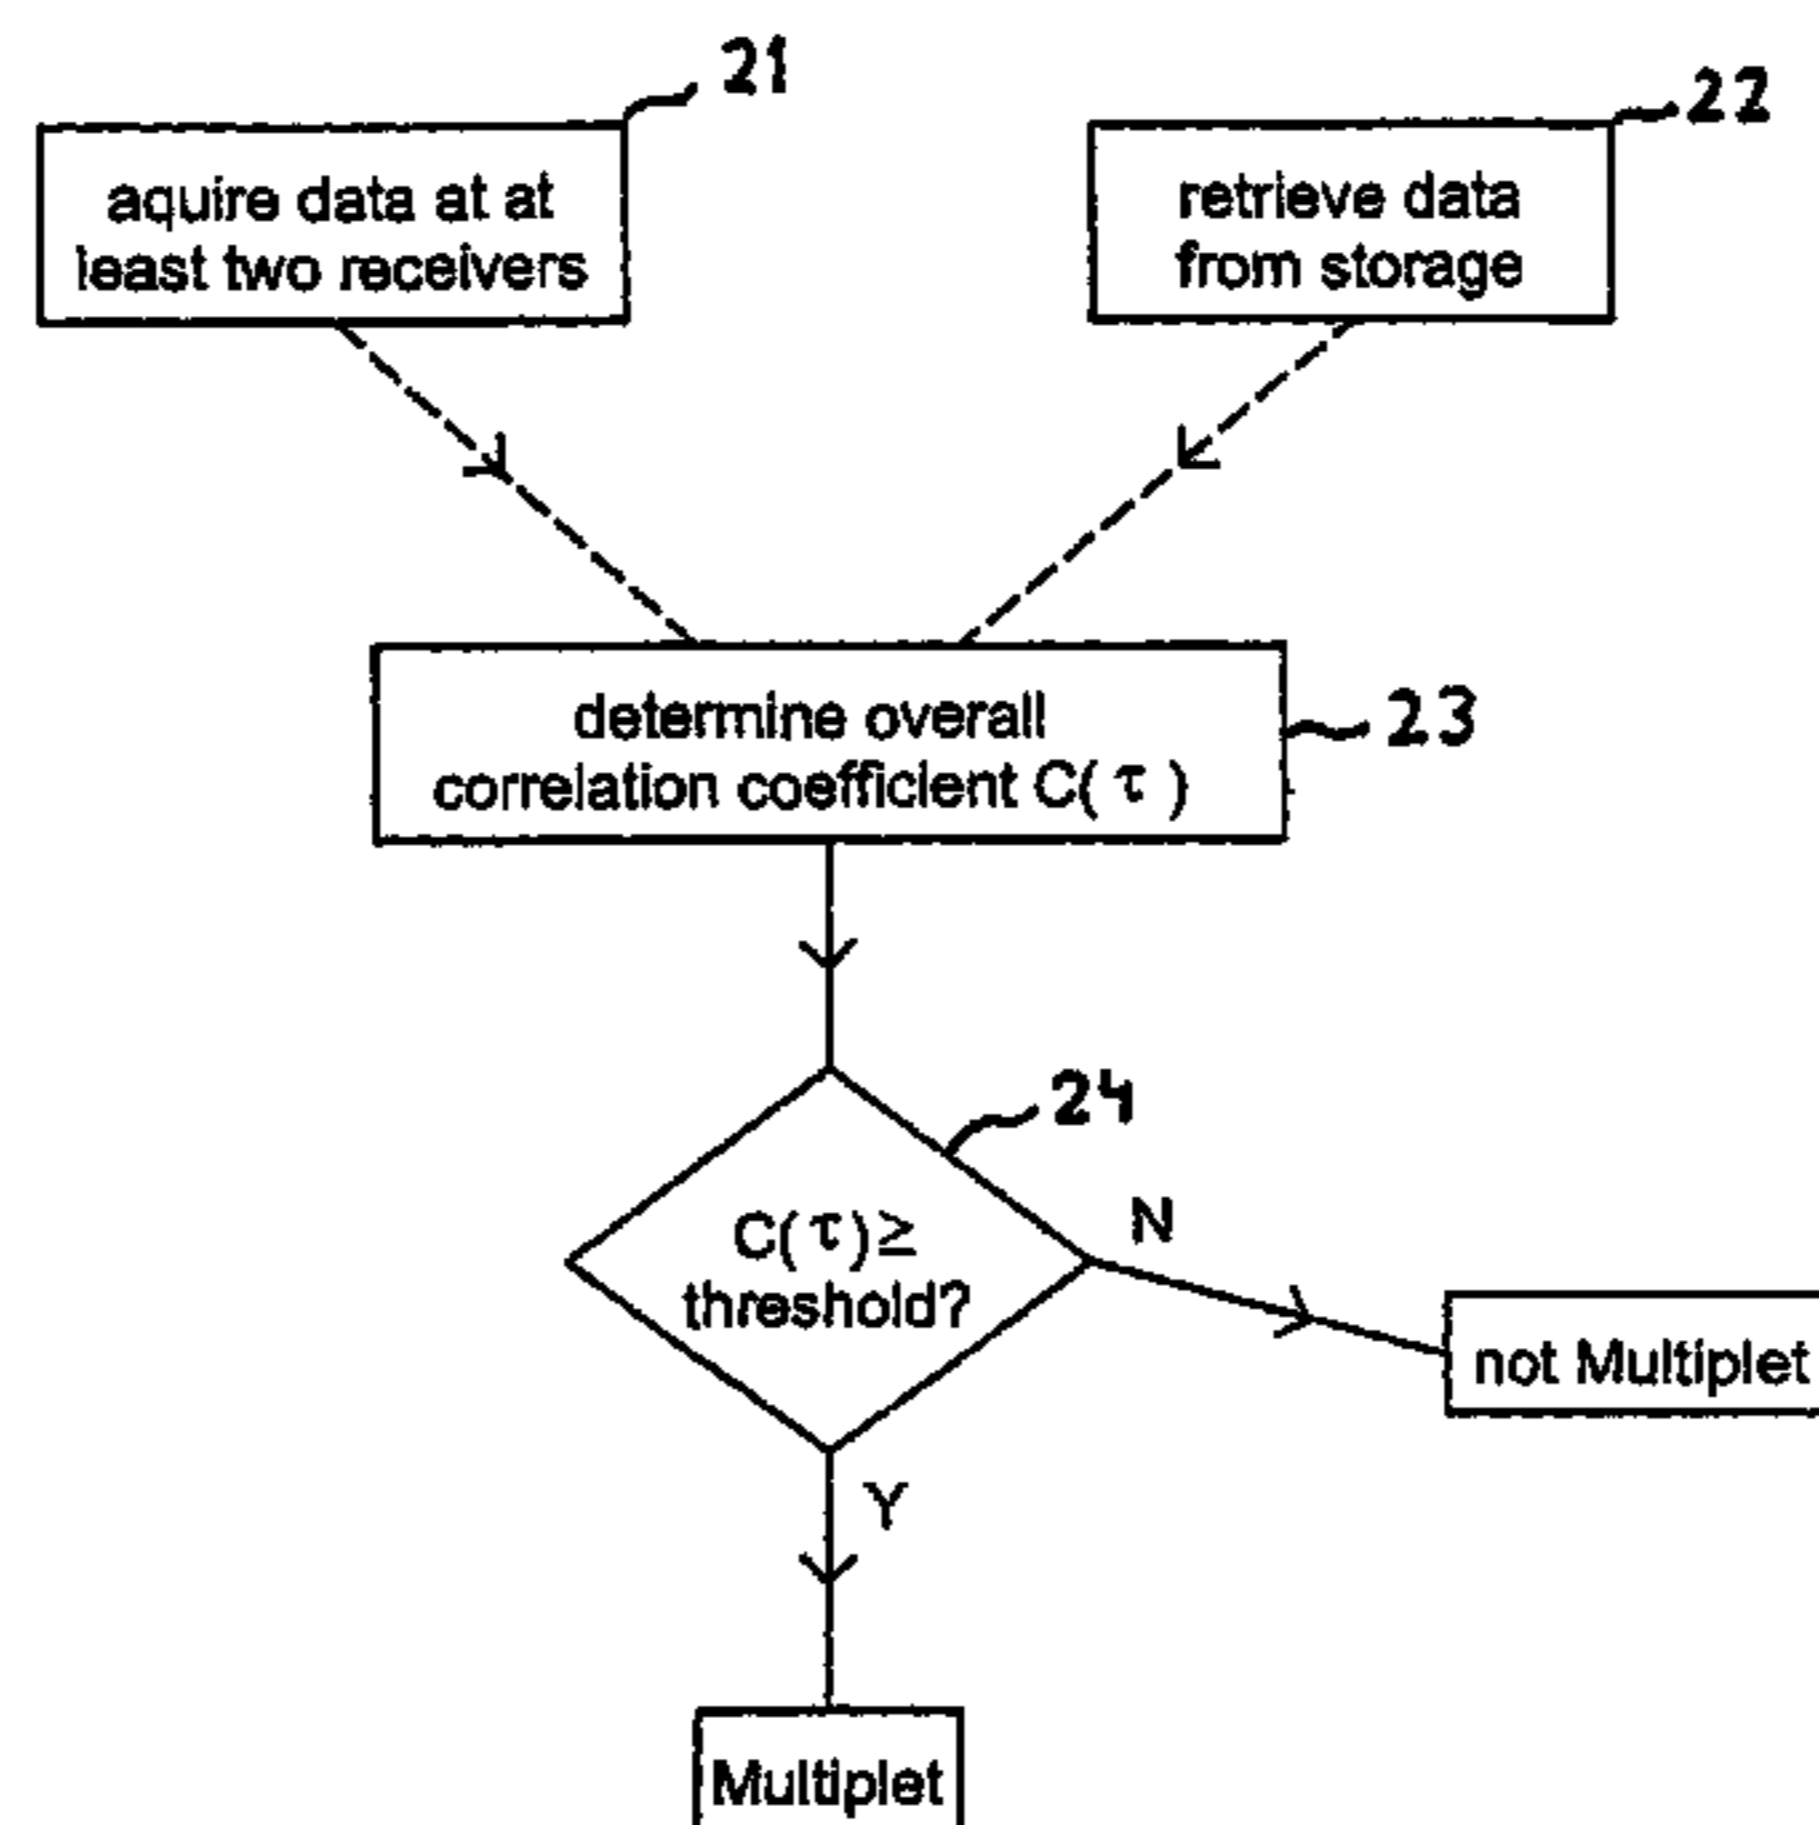 21
22
aquire data at at
least two receivers
retrieve data
from storage
determine overall
correlation coefficient C(τ)
23
24
C(τ)≥
threshold?
N
not Multiplet
Y
Multiplet